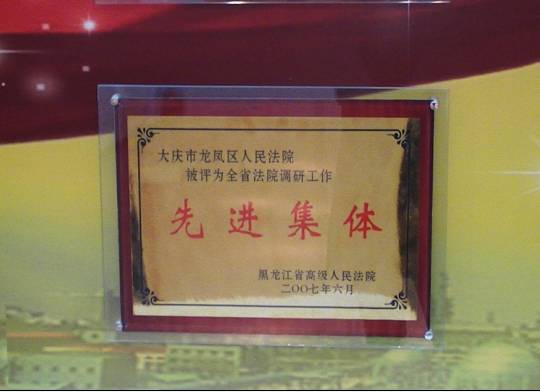 大庆市龙凤区人民法院
被评为全省法院调研工作
先进集体
黑龙江省高级人民法院
二〇〇七年六月